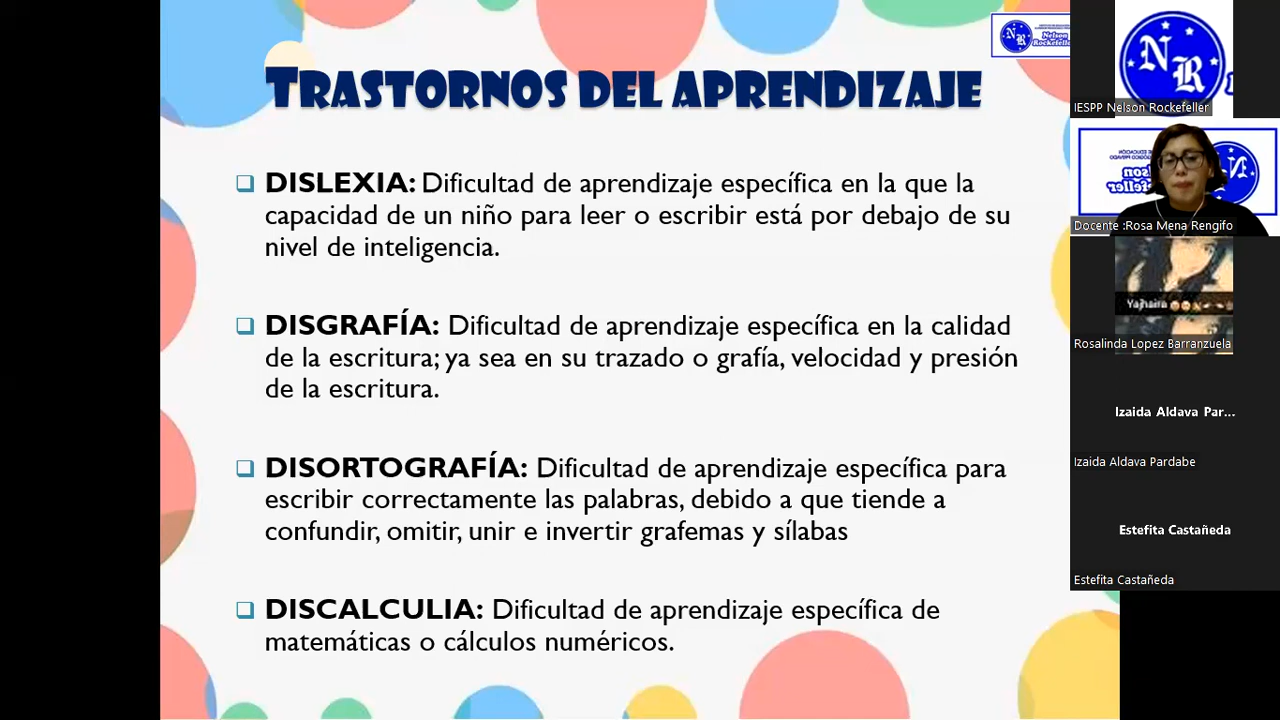 TRASTORNOS DEL APRENDIZAJE
DISLEXIA: Dificultad de aprendizaje específica en la que la
capacidad de un niño para leer o escribir está por debajo de su
nivel de inteligencia.
DISGRAFÍA: Dificultad de aprendizaje específica en la calidad
de la escritura; ya sea en su trazado o grafía, velocidad y presión
de la escritura.
DISORTOGRAFÍA: Dificultad de aprendizaje específica para
escribir correctamente las palabras, debido a que tiende a
confundir, omitir, unir e invertir grafemas y sílabas
DISCALCULIA: Dificultad de aprendizaje específica de
matemáticas o cálculos numéricos.
NR
Nelson
Rockefeller
NR
IESPP Nelson Rockefeller
Docente :Rosa Mena Rengifo
Yajhaira
Rosalinda Lopez Barranzuela
Izaida Aldava Par...
Izaida Aldava Pardabe
Estefita Castañeda
Estefita Castañeda